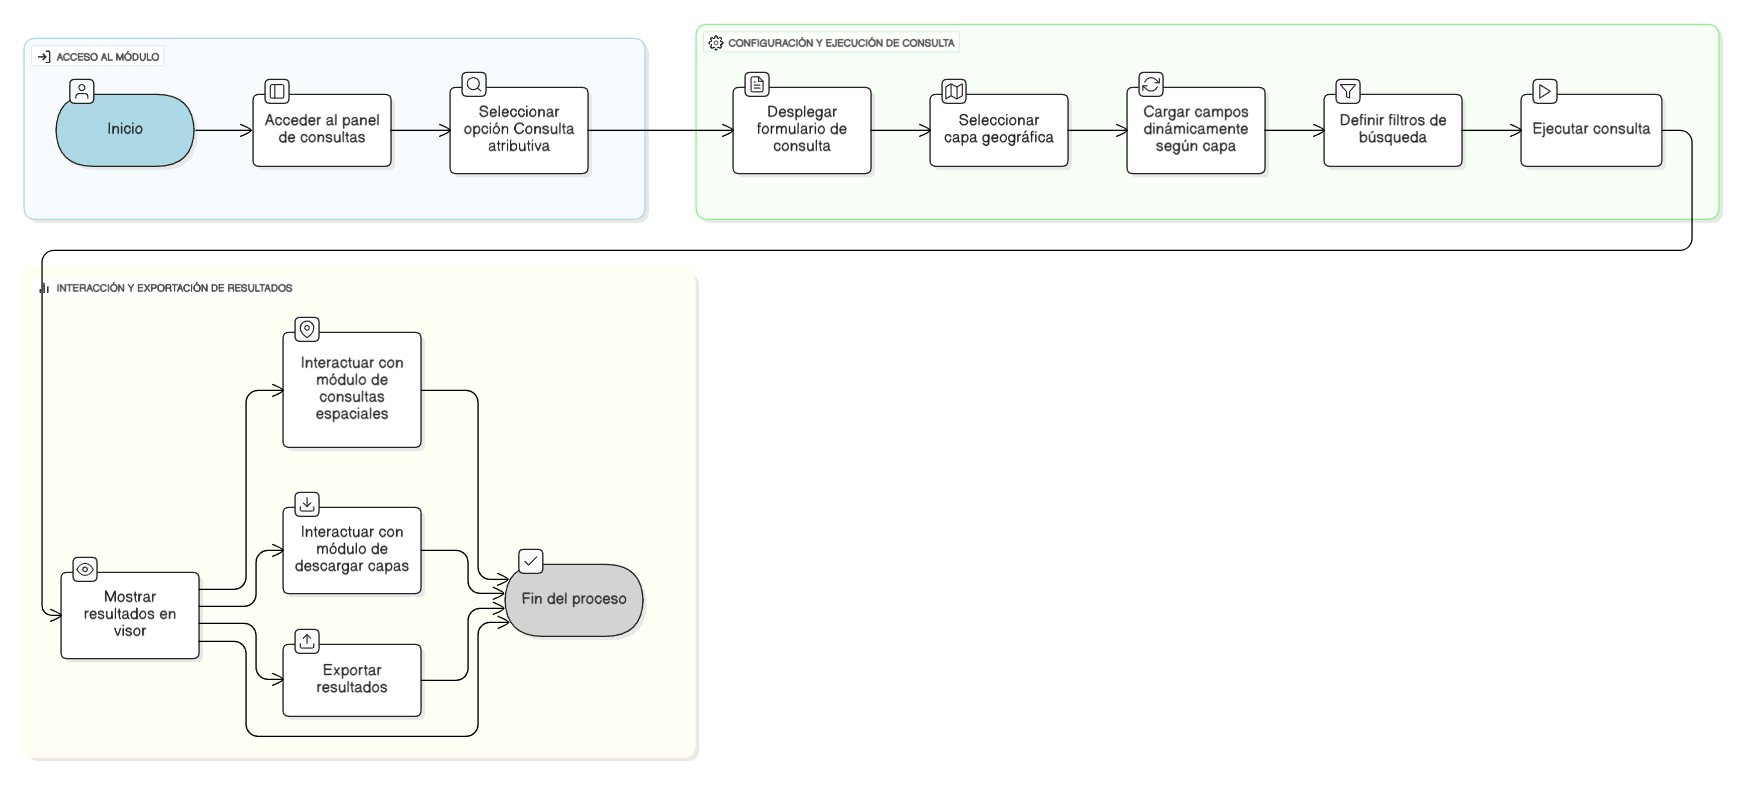 ACCESO AL MÓDULO
Inicio
Acceder al panel
de consultas
Seleccionar
opción Consulta
atributiva
CONFIGURACIÓN Y EJECUCIÓN DE CONSULTA
Desplegar
formulario de
consulta
Seleccionar
capa geográfica
Cargar campos
dinámicamente
según capa
Definir filtros de
búsqueda
Ejecutar consulta
INTERACCIÓN Y EXPORTACIÓN DE RESULTADOS
Mostrar
resultados en
visor
Interactuar con
módulo de
consultas
espaciales
Interactuar con
módulo de
descargar capas
Exportar
resultados
Fin del proceso